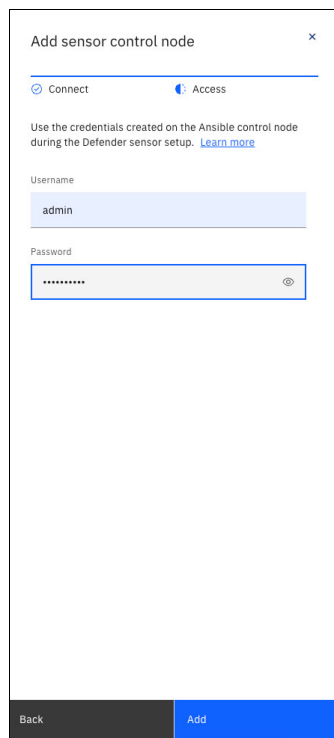 Add sensor control node
Connect
Access
Use the credentials created on the Ansible control node
during the Defender sensor setup. Learn more
Username
admin
Password
••••••••••
Back
Add